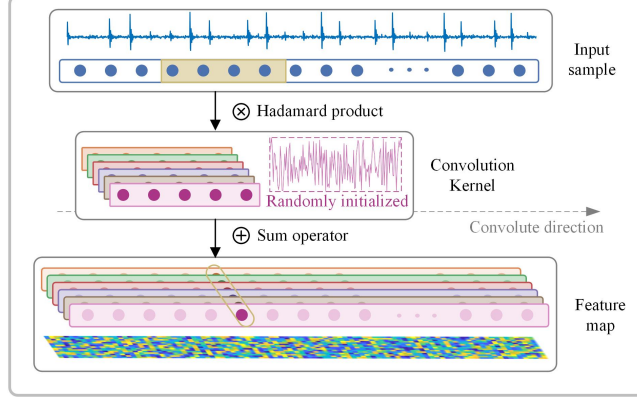 Input
sample
Hadamard product
Convolution
Kernel
Randomly initialized
Convolute direction
Sum operator
Feature
map